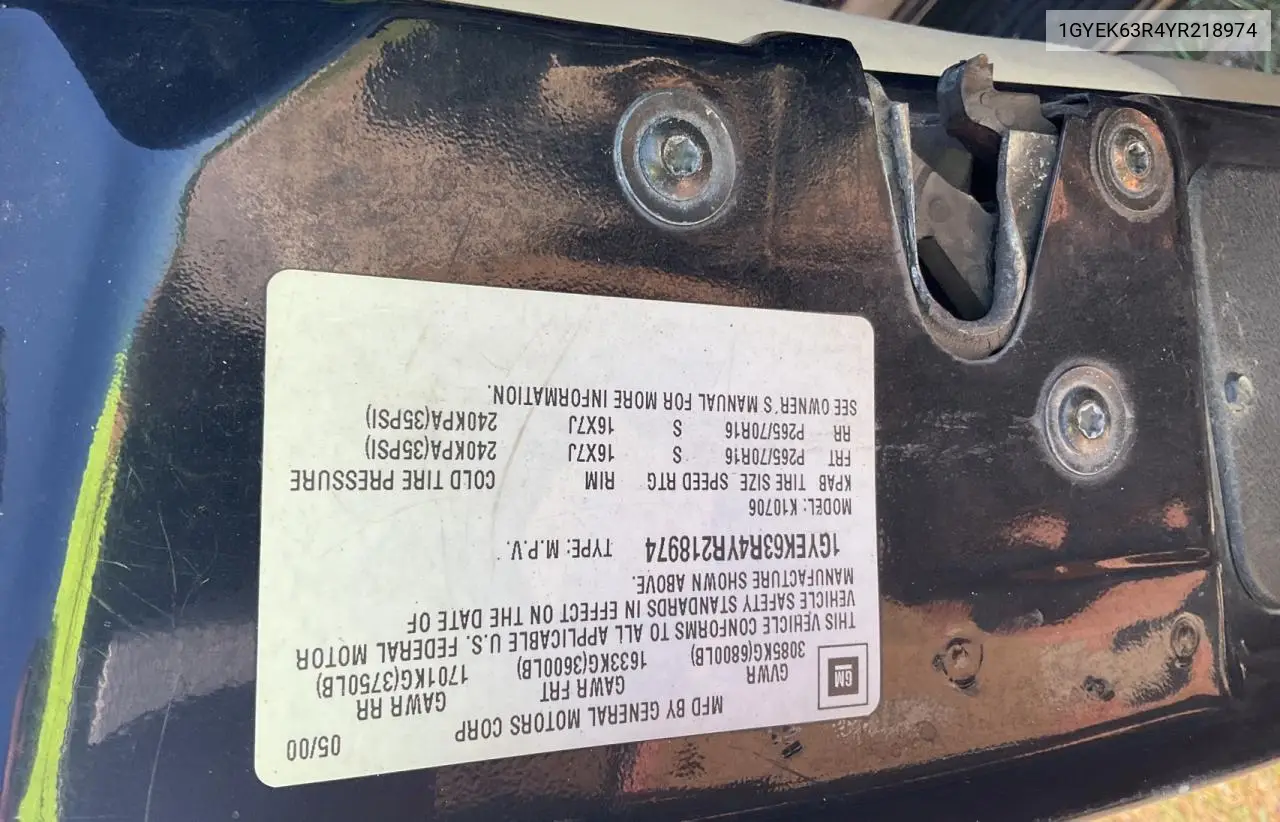 1GYEK63R4YR218974
MFD BY GENERAL MOTORS CORP 05/00
GM
GVWR GAWR FRT GAWR RR
3085KG(6800LB) 1633KG(3600LB) 1701KG(3750LB)
THIS VEHICLE CONFORMS TO ALL APPLICABLE U.S. FEDERAL MOTOR
VEHICLE SAFETY STANDARDS IN EFFECT ON THE DATE OF
MANUFACTURE SHOWN ABOVE.
1GYEK63R4YR218974 TYPE: M.P.V.
MODEL: K10706
KPAB TIRE SIZE SPEED RTG RIM COLD TIRE PRESSURE
FRT P265/70R16 S 16X7J 240KPA(35PSI)
RR P265/70R16 S 16X7J 240KPA(35PSI)
SEE OWNER'S MANUAL FOR MORE INFORMATION.